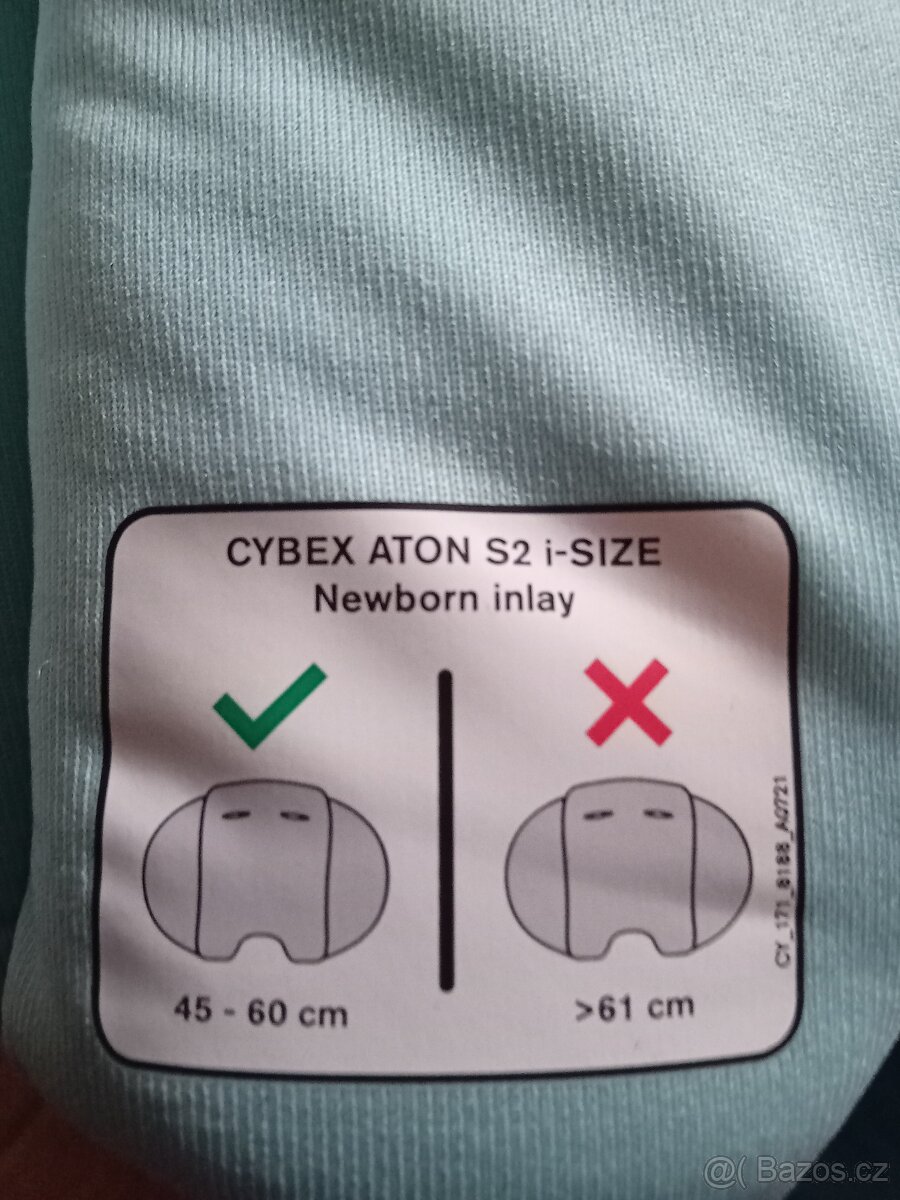 CYBEX ATON S2 i-SIZE
Newborn inlay
45 - 60 cm
>61 cm
CY_171_8188_A0721
@( Bazos.cz